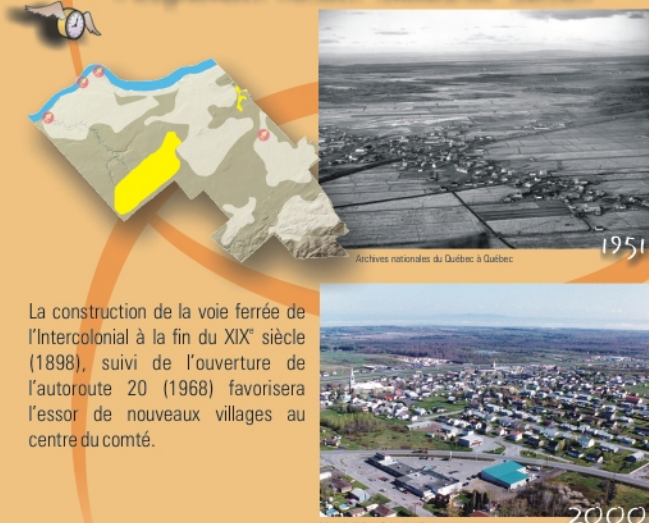 1951
Archives nationales du Québec à Québec
La construction de la voie ferrée de
l'Intercolonial à la fin du XIXe siècle
(1898), suivi de l'ouverture de
l'autoroute 20 (1968) favorisera
l'essor de nouveaux villages au
centre du comté.
2000